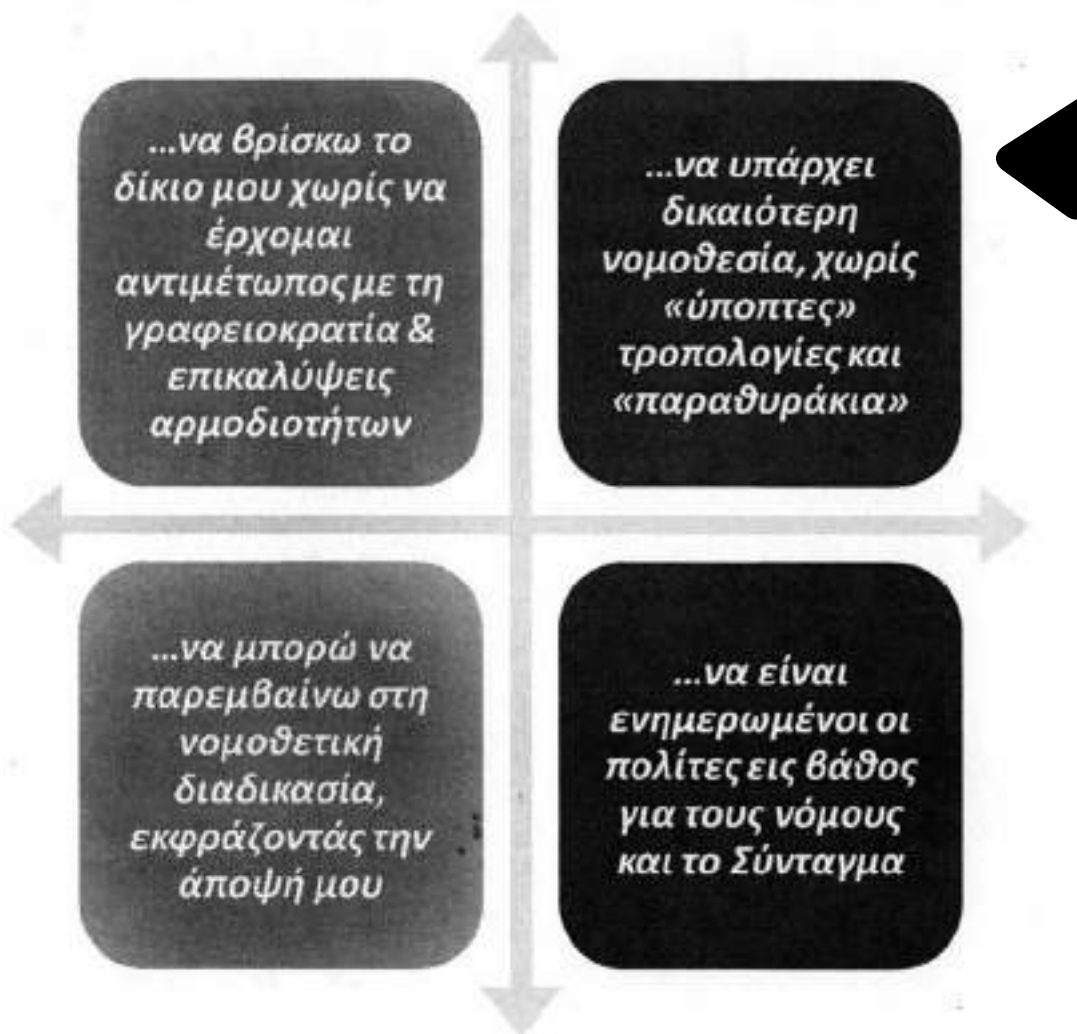 ...να βρίσκω το
δίκιο μου χωρίς να
έρχομαι
αντιμέτωπος με τη
γραφειοκρατία &
επικαλύψεις
αρμοδιοτήτων
...να υπάρχει
δικαιότερη
νομοθεσία, χωρίς
«ύποπτες»
τροπολογίες και
«παραθυράκια»
...να μπορώ να
παρεμβαίνω στη
νομοθετική
διαδικασία,
εκφράζοντάς την
άποψή μου
...να είναι
ενημερωμένοι οι
πολίτες εις βάθος
για τους νόμους
και το Σύνταγμα